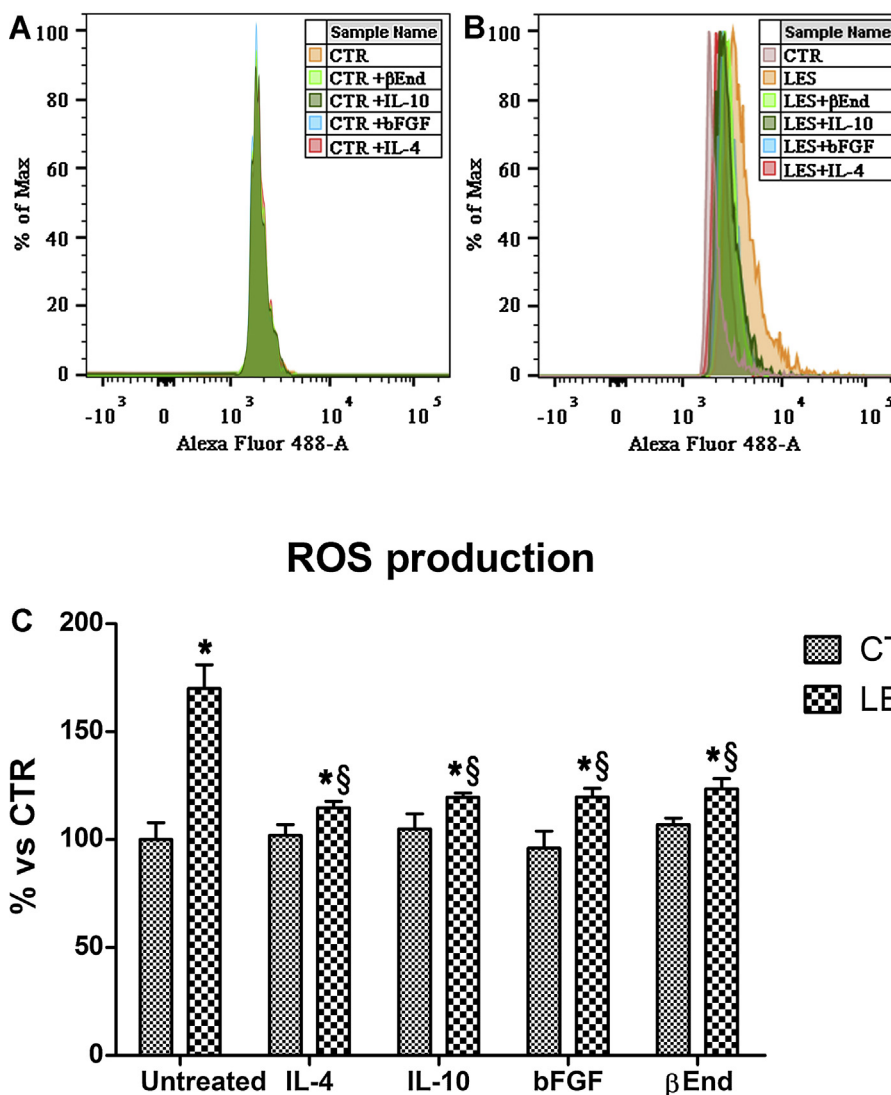 A
100
80
60
40
20
0
% of Max
Sample Name
CTR
CTR +βEnd
CTR +IL-10
CTR +bFGF
CTR +IL-4
-10³ 0 10³ 10⁴ 10⁵
Alexa Fluor 488-A
B
100
80
60
40
20
0
% of Max
Sample Name
CTR
LES
LES+βEnd
LES+IL-10
LES+bFGF
LES+IL-4
-10³ 0 10³ 10⁴ 10⁵
Alexa Fluor 488-A
ROS production
C
200
150
100
50
0
% vs CTR
*
*§
*§
*§
*§
CT
LE
Untreated IL-4 IL-10 bFGF βEnd